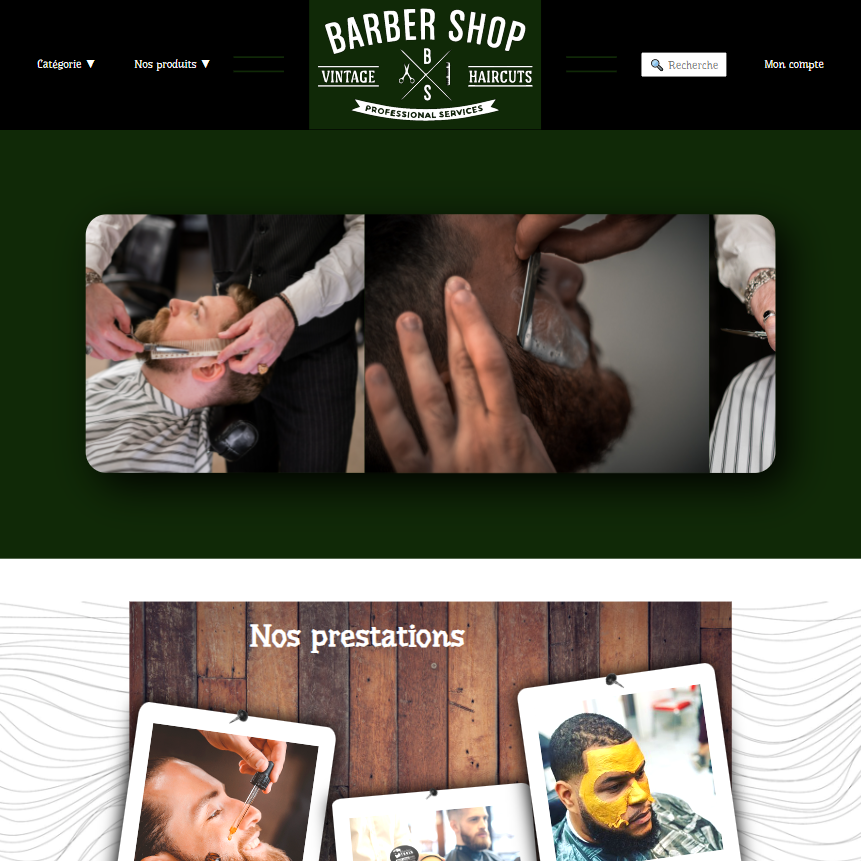 Catégorie ▼
Nos produits ▼
BARBER SHOP
B
VINTAGE
HAIRCUTS
S
PROFESSIONAL SERVICES
🔍 Recherche
Mon compte
Nos prestations